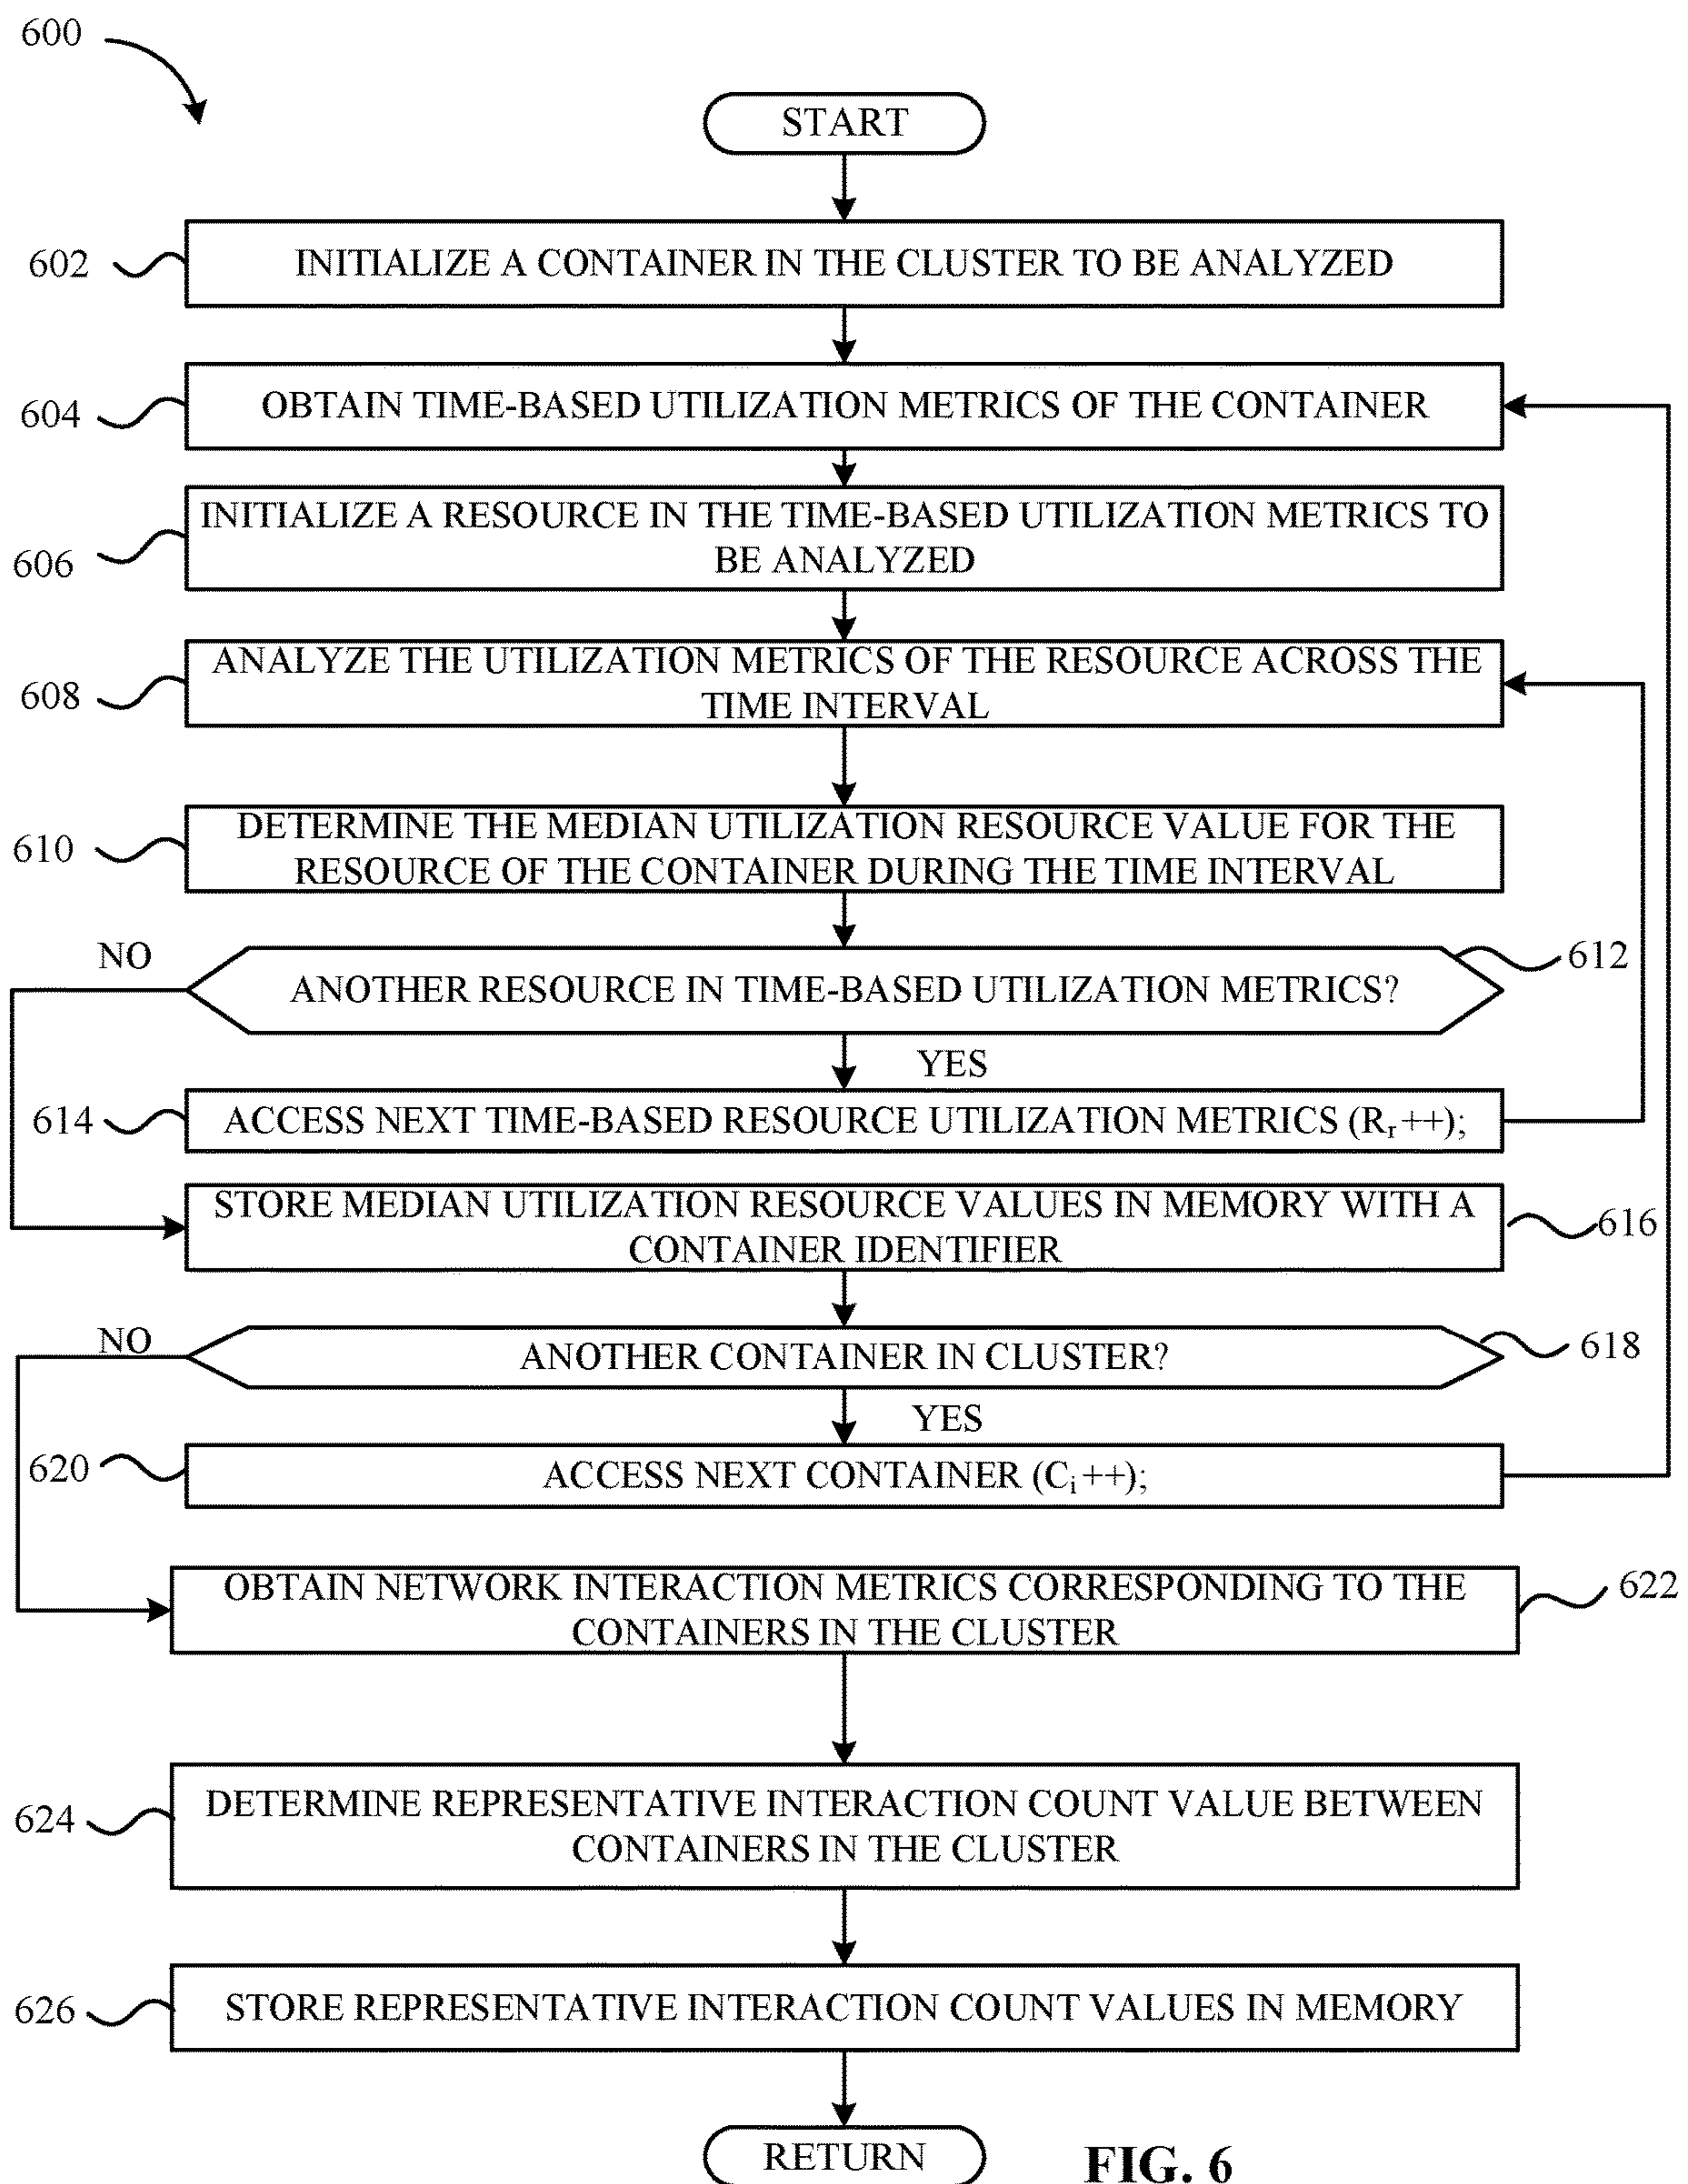 600
START
602
INITIALIZE A CONTAINER IN THE CLUSTER TO BE ANALYZED
604
OBTAIN TIME-BASED UTILIZATION METRICS OF THE CONTAINER
606
INITIALIZE A RESOURCE IN THE TIME-BASED UTILIZATION METRICS TO
BE ANALYZED
608
ANALYZE THE UTILIZATION METRICS OF THE RESOURCE ACROSS THE
TIME INTERVAL
610
DETERMINE THE MEDIAN UTILIZATION RESOURCE VALUE FOR THE
RESOURCE OF THE CONTAINER DURING THE TIME INTERVAL
NO
612
ANOTHER RESOURCE IN TIME-BASED UTILIZATION METRICS?
YES
614
ACCESS NEXT TIME-BASED RESOURCE UTILIZATION METRICS (Rr++);
STORE MEDIAN UTILIZATION RESOURCE VALUES IN MEMORY WITH A
CONTAINER IDENTIFIER
616
NO
ANOTHER CONTAINER IN CLUSTER?
618
YES
620
ACCESS NEXT CONTAINER (Ci++);
OBTAIN NETWORK INTERACTION METRICS CORRESPONDING TO THE
CONTAINERS IN THE CLUSTER
622
624
DETERMINE REPRESENTATIVE INTERACTION COUNT VALUE BETWEEN
CONTAINERS IN THE CLUSTER
626
STORE REPRESENTATIVE INTERACTION COUNT VALUES IN MEMORY
RETURN
FIG. 6